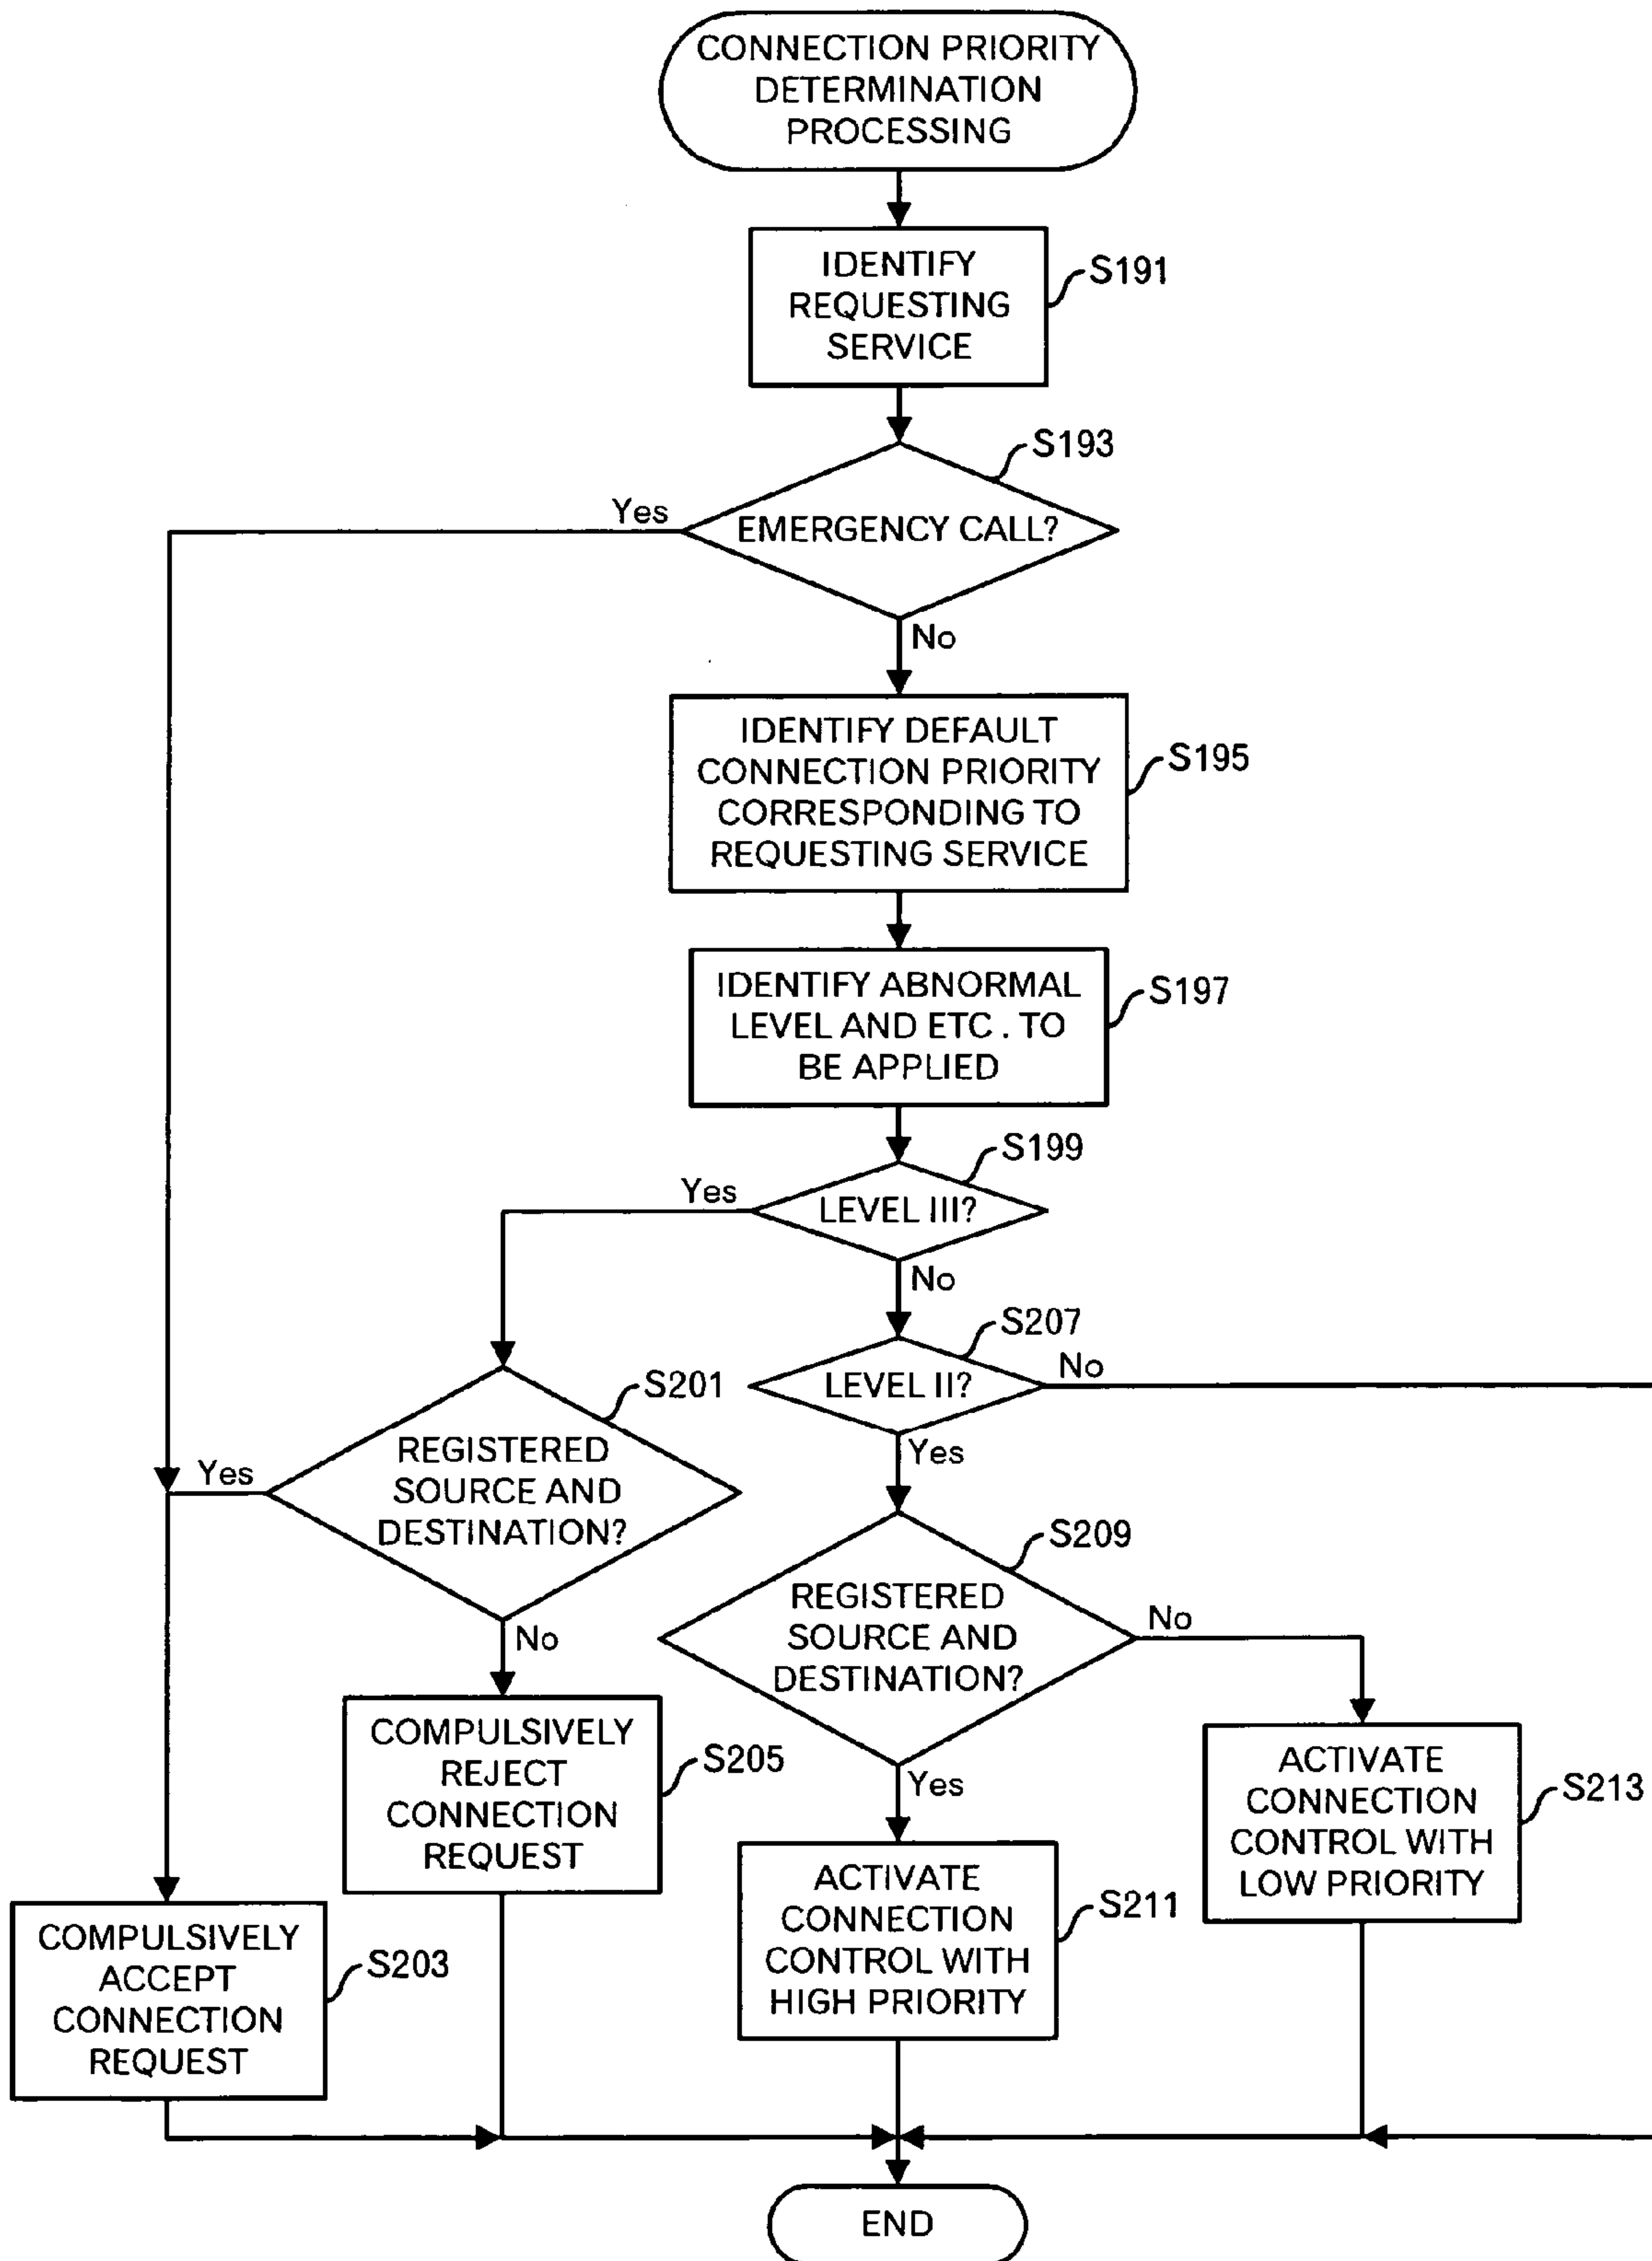 CONNECTION PRIORITY
DETERMINATION
PROCESSING
IDENTIFY
REQUESTING
SERVICE
S191
S193
Yes
EMERGENCY CALL?
No
IDENTIFY DEFAULT
CONNECTION PRIORITY
CORRESPONDING TO
REQUESTING SERVICE
S195
IDENTIFY ABNORMAL
LEVEL AND ETC . TO
BE APPLIED
S197
S199
Yes
LEVEL III?
No
S207
LEVEL II?
No
Yes
S201
REGISTERED
SOURCE AND
DESTINATION?
Yes
No
S209
REGISTERED
SOURCE AND
DESTINATION?
No
Yes
COMPULSIVELY
REJECT
CONNECTION
REQUEST
S205
ACTIVATE
CONNECTION
CONTROL WITH
LOW PRIORITY
S213
ACTIVATE
CONNECTION
CONTROL WITH
HIGH PRIORITY
S211
COMPULSIVELY
ACCEPT
CONNECTION
REQUEST
S203
END